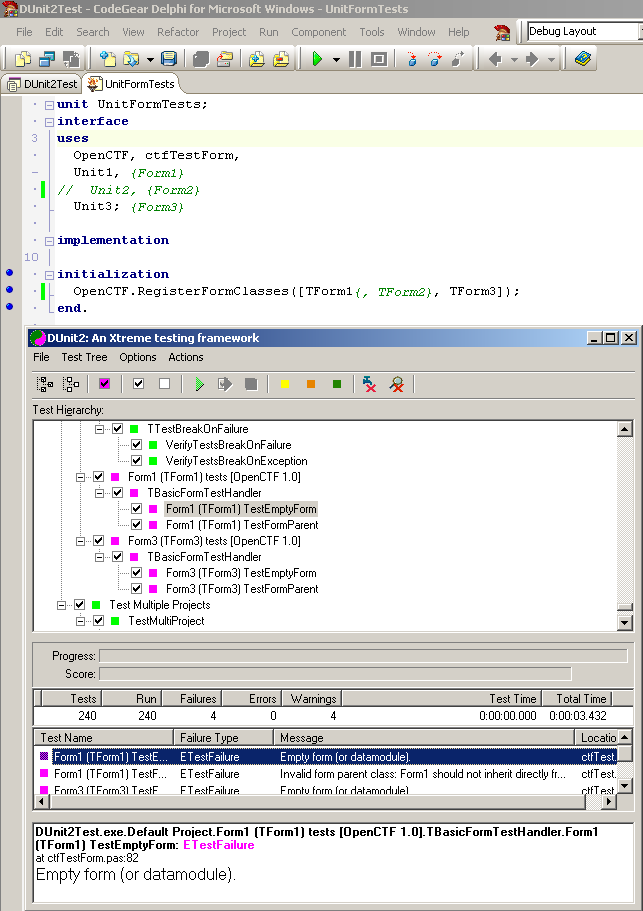 DUnit2Test - CodeGear Delphi for Microsoft Windows - UnitFormTests
File Edit Search View Refactor Project Run Component Tools Window Help
Debug Layout
DUnit2Test UnitFormTests
unit UnitFormTests;
interface
3 uses
OpenCTF, ctfTestForm,
Unit1, {Form1}
// Unit2, {Form2}
Unit3; {Form3}
implementation
10
initialization
OpenCTF.RegisterFormClasses([TForm1{, TForm2}, TForm3]);
end.
DUnit2: An Xtreme testing framework
File Test Tree Options Actions
Test Hierarchy:
TTestBreakOnFailure
VerifyTestsBreakOnFailure
VerifyTestsBreakOnException
Form1 (TForm1) tests [OpenCTF 1.0]
TBasicFormTestHandler
Form1 (TForm1) TestEmptyForm
Form1 (TForm1) TestFormParent
Form3 (TForm3) tests [OpenCTF 1.0]
TBasicFormTestHandler
Form3 (TForm3) TestEmptyForm
Form3 (TForm3) TestFormParent
Test Multiple Projects
TestMultiProject
Progress:
Score:
Tests Run Failures Errors Warnings Test Time Total Time
240 240 4 0 4 0:00:00.000 0:00:03.432
Test Name Failure Type Message Locatio
Form1 (TForm1) TestE... ETestFailure Empty form (or datamodule). ctfTest.
Form1 (TForm1) TestF... ETestFailure Invalid form parent class: Form1 should not inherit directly fr... ctfTest.
Form3 (TForm3) TestE... ETestFailure Empty form (or datamodule). ctfTest.
DUnit2Test.exe.Default Project.Form1 (TForm1) tests [OpenCTF 1.0].TBasicFormTestHandler.Form1
(TForm1) TestEmptyForm: ETestFailure
at ctfTestForm.pas:82
Empty form (or datamodule).